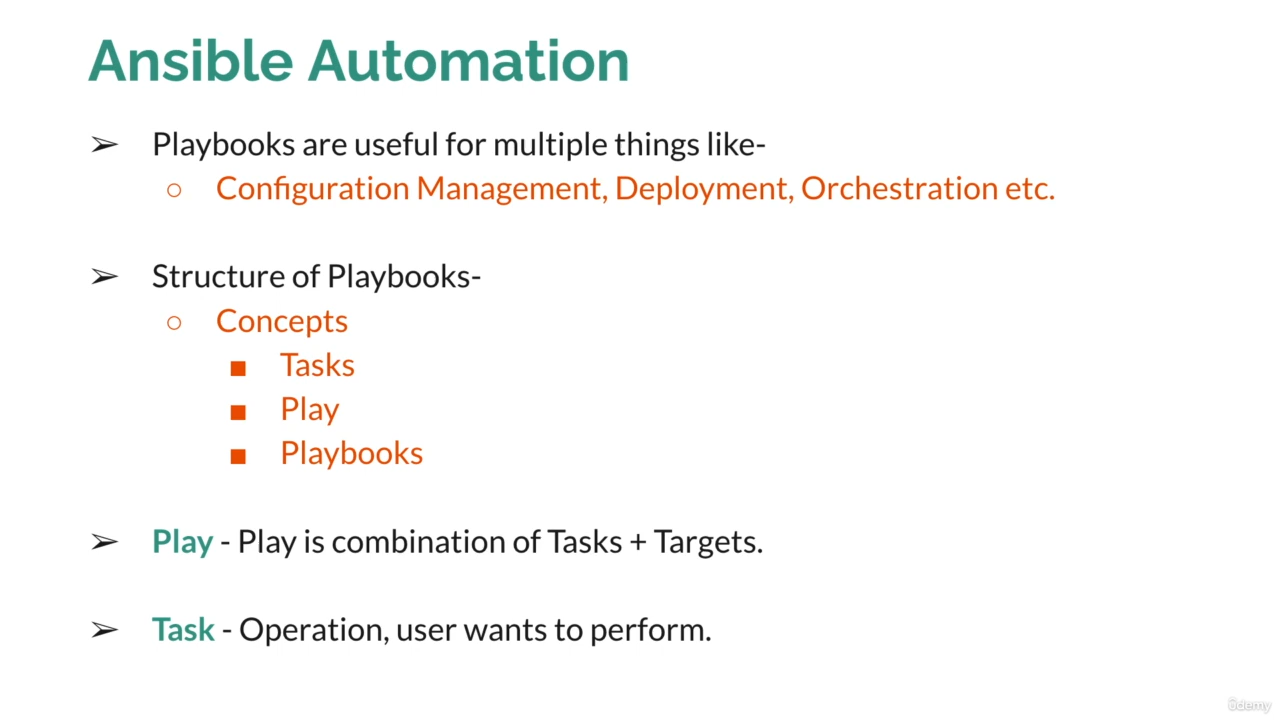 Ansible Automation
➢ Playbooks are useful for multiple things like-
○ Configuration Management, Deployment, Orchestration etc.
➢ Structure of Playbooks-
○ Concepts
■ Tasks
■ Play
■ Playbooks
➢ Play - Play is combination of Tasks + Targets.
➢ Task - Operation, user wants to perform.
ûdemy